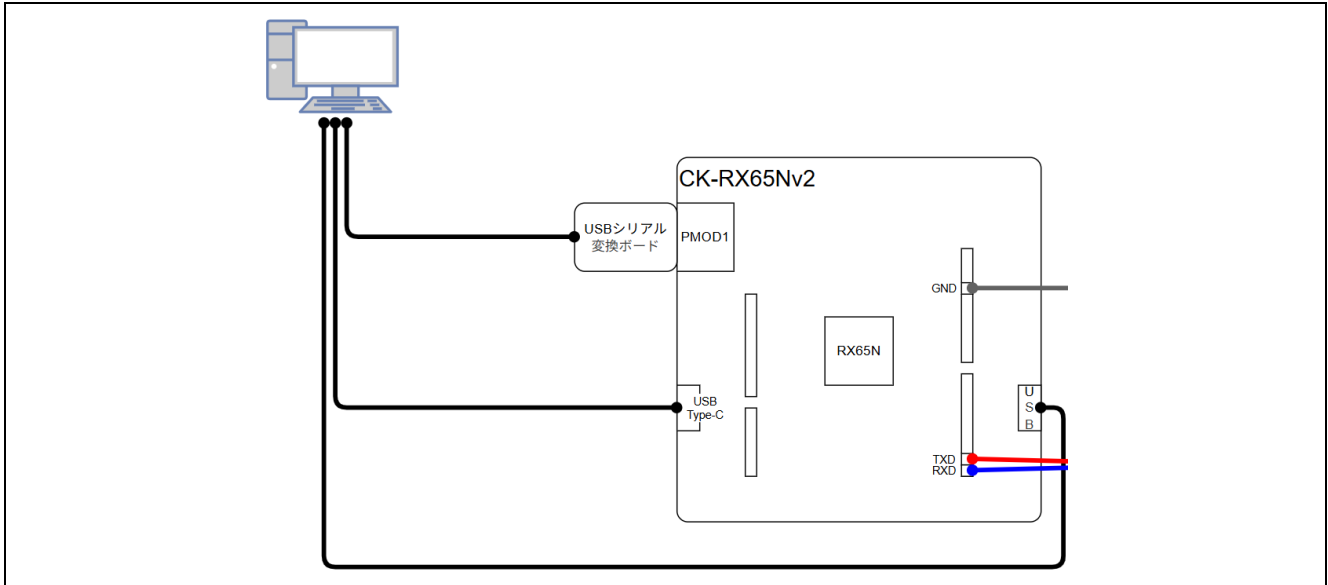 CK-RX65Nv2
USBシリアル
変換ボード
PMOD1
GND
RX65N
USB
Type-C
U
S
B
TXD
RXD